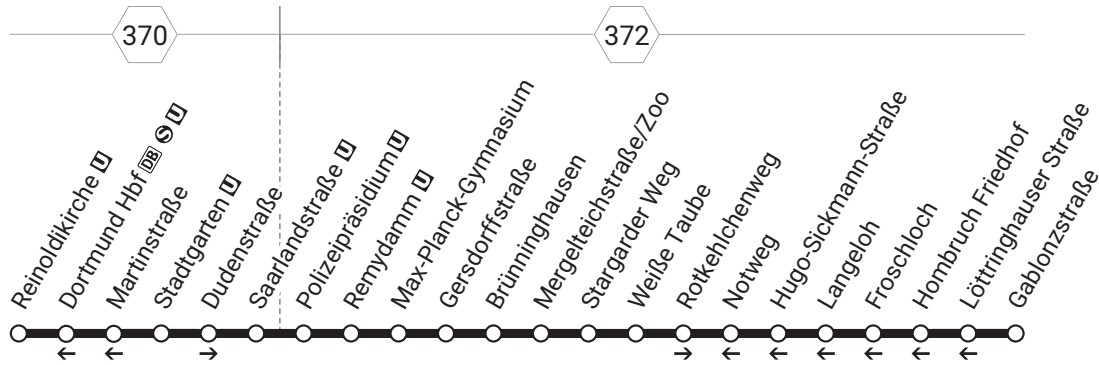 370
372
Reinoldikirche U
Dortmund Hbf DB S U
Martinstraße
Stadtgarten U
Dudenstraße
Saarlandstraße U
Polizeipräsidium U
Remydamm U
Max-Planck-Gymnasium
Gersdorffstraße
Brünninghausen
Mergelteichstraße/Zoo
Stargarder Weg
Weiße Taube
Rotkehlchenweg
Notweg
Hugo-Sickmann-Straße
Langeloh
Froschloch
Hombruch Friedhof
Löttringhauser Straße
Gablonzstraße